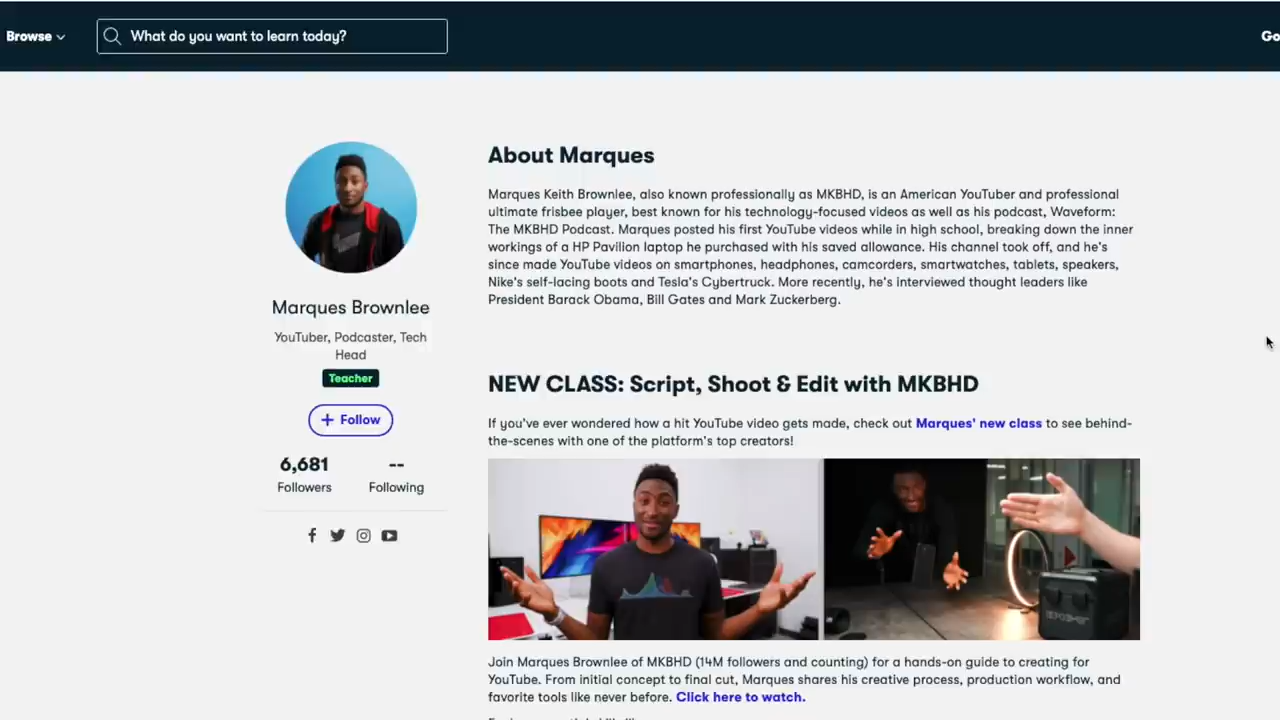 Browse
What do you want to learn today?
Go
Marques Brownlee
YouTuber, Podcaster, Tech
Head
Teacher
+ Follow
6,681
Followers
--
Following
About Marques
Marques Keith Brownlee, also known professionally as MKBHD, is an American YouTuber and professional
ultimate frisbee player, best known for his technology-focused videos as well as his podcast, Waveform:
The MKBHD Podcast. Marques posted his first YouTube videos while in high school, breaking down the inner
workings of a HP Pavilion laptop he purchased with his saved allowance. His channel took off, and he's
since made YouTube videos on smartphones, headphones, camcorders, smartwatches, tablets, speakers,
Nike's self-lacing boots and Tesla's Cybertruck. More recently, he's interviewed thought leaders like
President Barack Obama, Bill Gates and Mark Zuckerberg.
NEW CLASS: Script, Shoot & Edit with MKBHD
If you've ever wondered how a hit YouTube video gets made, check out Marques' new class to see behind-
the-scenes with one of the platform's top creators!
Join Marques Brownlee of MKBHD (14M followers and counting) for a hands-on guide to creating for
YouTube. From initial concept to final cut, Marques shares his creative process, production workflow, and
favorite tools like never before. Click here to watch.